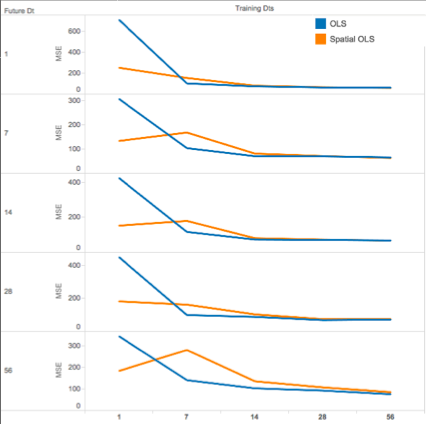 Future Dt
Training Dts
OLS
Spatial OLS
1
MSE
600
400
200
0
7
MSE
300
200
100
0
14
MSE
400
200
0
28
MSE
400
200
0
56
MSE
300
200
100
0
1 7 14 28 56